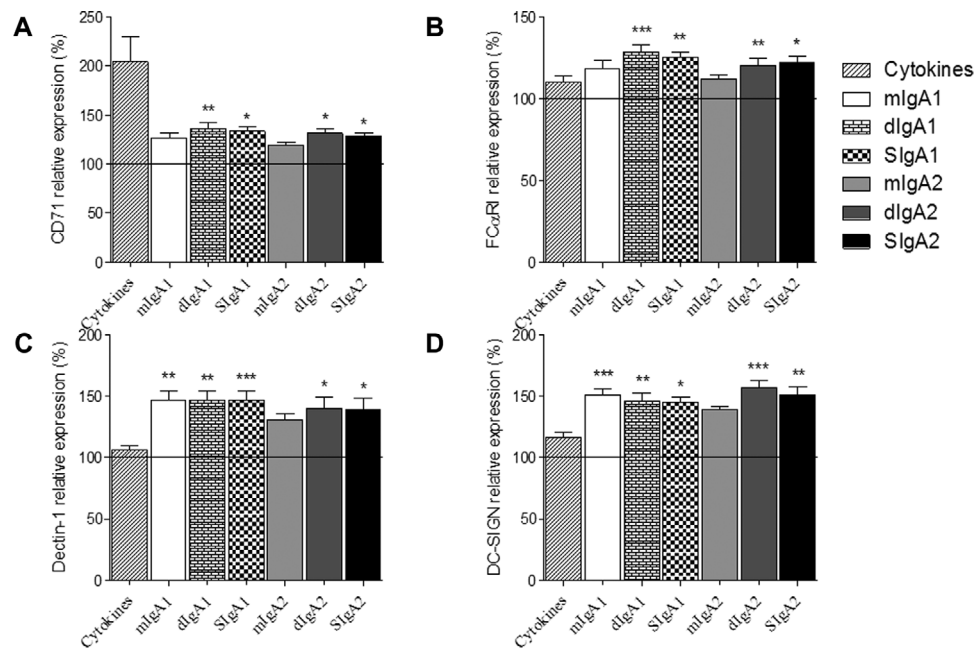 A
CD71 relative expression (%)
250
200
150
100
50
0
** * * *
Cytokines mIgA1 dIgA1 SIgA1 mIgA2 dIgA2 SIgA2
B
FCαRI relative expression (%)
150
100
50
0
*** ** ** *
Cytokines mIgA1 dIgA1 SIgA1 mIgA2 dIgA2 SIgA2
Cytokines
mIgA1
dIgA1
SIgA1
mIgA2
dIgA2
SIgA2
C
Dectin-1 relative expression (%)
200
150
100
50
0
** ** *** * *
Cytokines mIgA1 dIgA1 SIgA1 mIgA2 dIgA2 SIgA2
D
DC-SIGN relative expression (%)
200
150
100
50
0
*** ** * *** **
Cytokines mIgA1 dIgA1 SIgA1 mIgA2 dIgA2 SIgA2